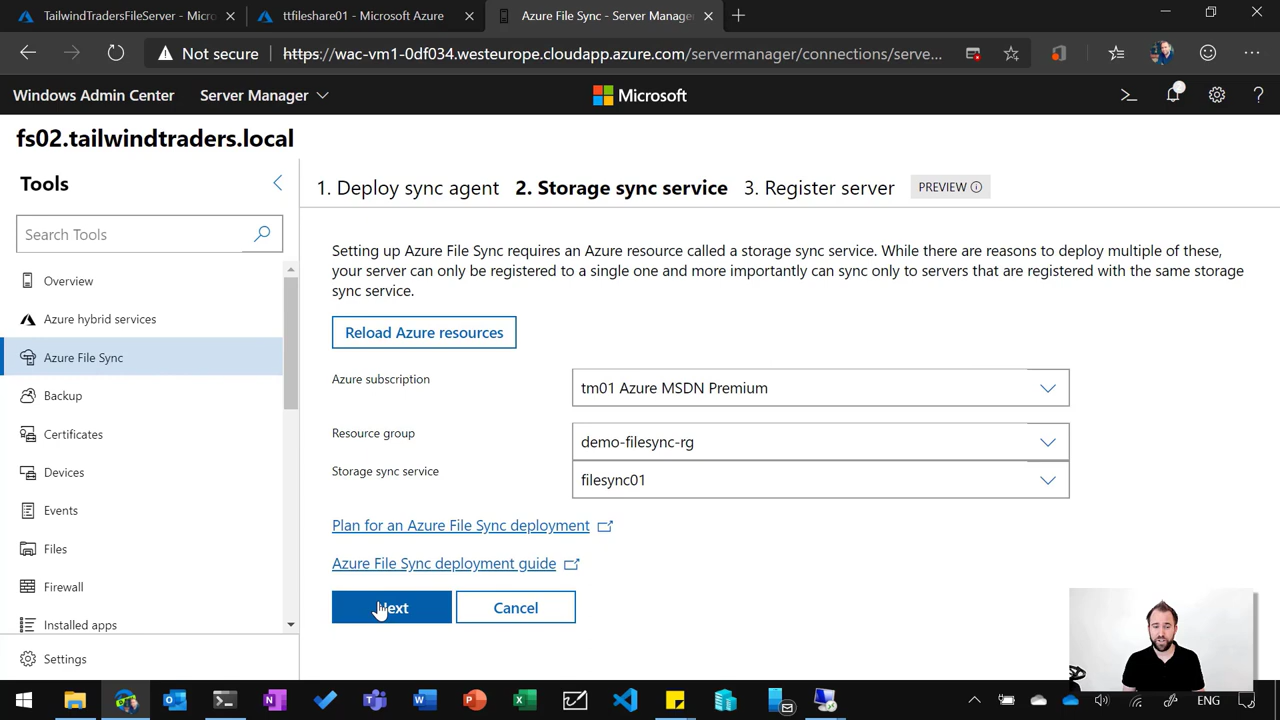 TailwindTradersFileServer - Micro
ttfileshare01 - Microsoft Azure
Azure File Sync - Server Manager
Not secure
https://wac-vm1-0df034.westeurope.cloudapp.azure.com/servermanager/connections/serve...
Windows Admin Center
Server Manager
Microsoft
fs02.tailwindtraders.local
Tools
Search Tools
Overview
Azure hybrid services
Azure File Sync
Backup
Certificates
Devices
Events
Files
Firewall
Installed apps
Settings
1. Deploy sync agent 2. Storage sync service 3. Register server PREVIEW
Setting up Azure File Sync requires an Azure resource called a storage sync service. While there are reasons to deploy multiple of these,
your server can only be registered to a single one and more importantly can sync only to servers that are registered with the same storage
sync service.
Reload Azure resources
Azure subscription
tm01 Azure MSDN Premium
Resource group
demo-filesync-rg
Storage sync service
filesync01
Plan for an Azure File Sync deployment
Azure File Sync deployment guide
Next
Cancel
ENG